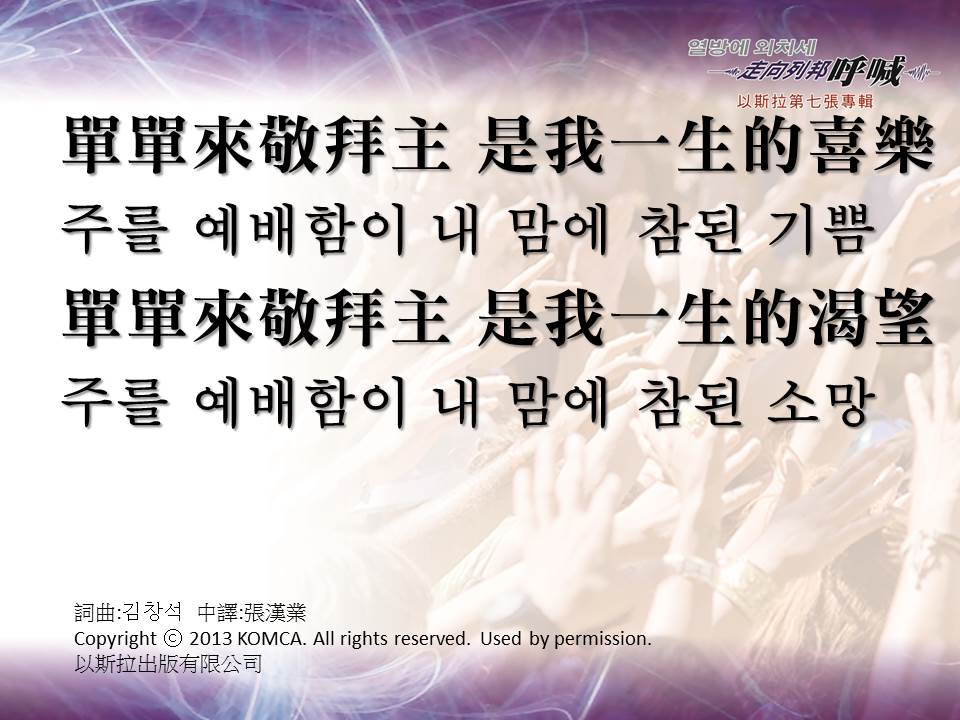 열방에 외치세
走向列邦呼喊
以斯拉第七張專輯
單單來敬拜主 是我一生的喜樂
주를 예배함이 내 맘에 참된 기쁨
單單來敬拜主 是我一生的渴望
주를 예배함이 내 맘에 참된 소망
詞曲:김창석 中譯:張漢業
Copyright ⓒ 2013 KOMCA. All rights reserved. Used by permission.
以斯拉出版有限公司